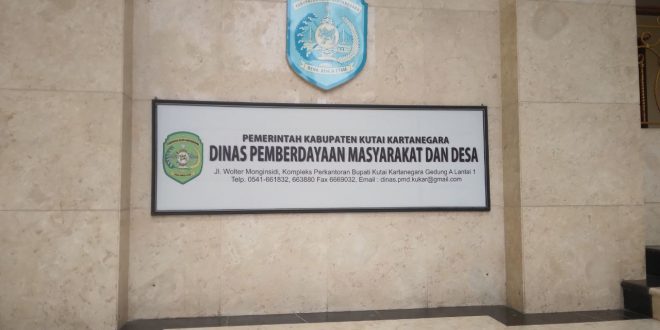 PEMERINTAH KABUPATEN KUTAI KARTANEGARA
DINAS PEMBERDAYAAN MASYARAKAT DAN DESA
Jl. Wolter Monginsidi, Kompleks Perkantoran Bupati Kutai Kartanegara Gedung A Lantai 1
Telp. 0541-661832, 663880 Fax 6669032, Email : dinas.pmd.kukar@gmail.com